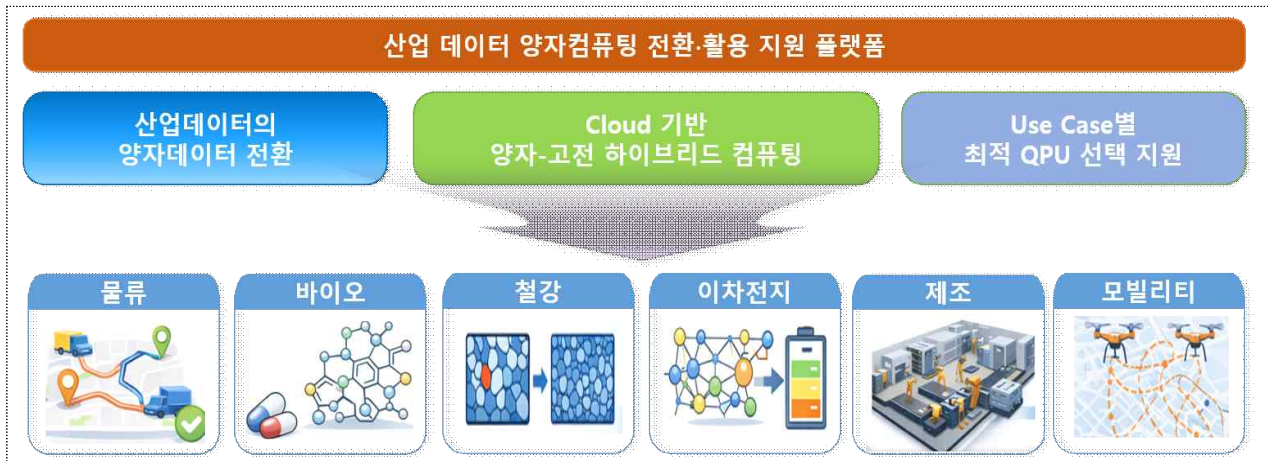 산업 데이터 양자컴퓨팅 전환·활용 지원 플랫폼
산업데이터의
양자데이터 전환
Cloud 기반
양자-고전 하이브리드 컴퓨팅
Use Case별
최적 QPU 선택 지원
물류
바이오
철강
이차전지
제조
모빌리티